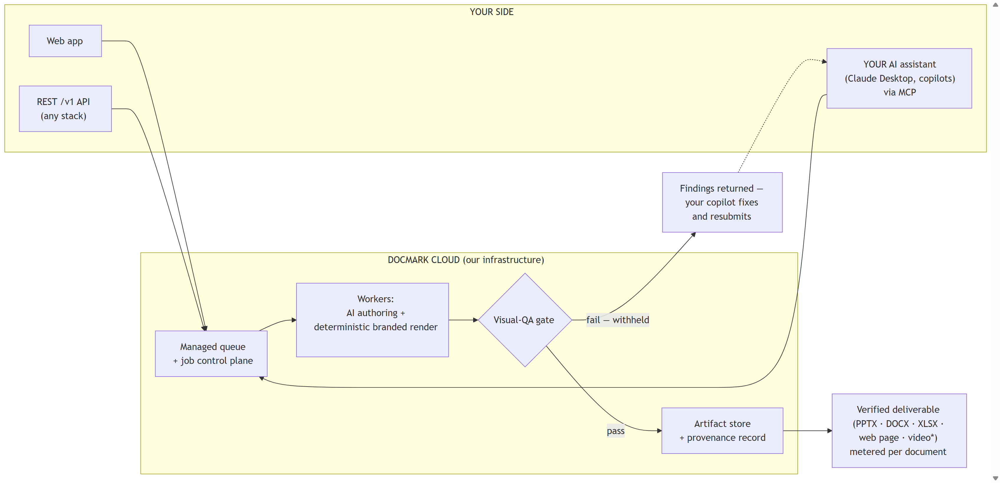 YOUR SIDE
Web app
REST /v1 API
(any stack)
YOUR AI assistant
(Claude Desktop, copilots)
via MCP
Findings returned —
your copilot fixes
and resubmits
DOCMARK CLOUD (our infrastructure)
Workers:
AI authoring +
deterministic branded render
Visual-QA gate
fail — withheld
Managed queue
+ job control plane
pass
Artifact store
+ provenance record
Verified deliverable
(PPTX · DOCX · XLSX ·
web page · video*)
metered per document